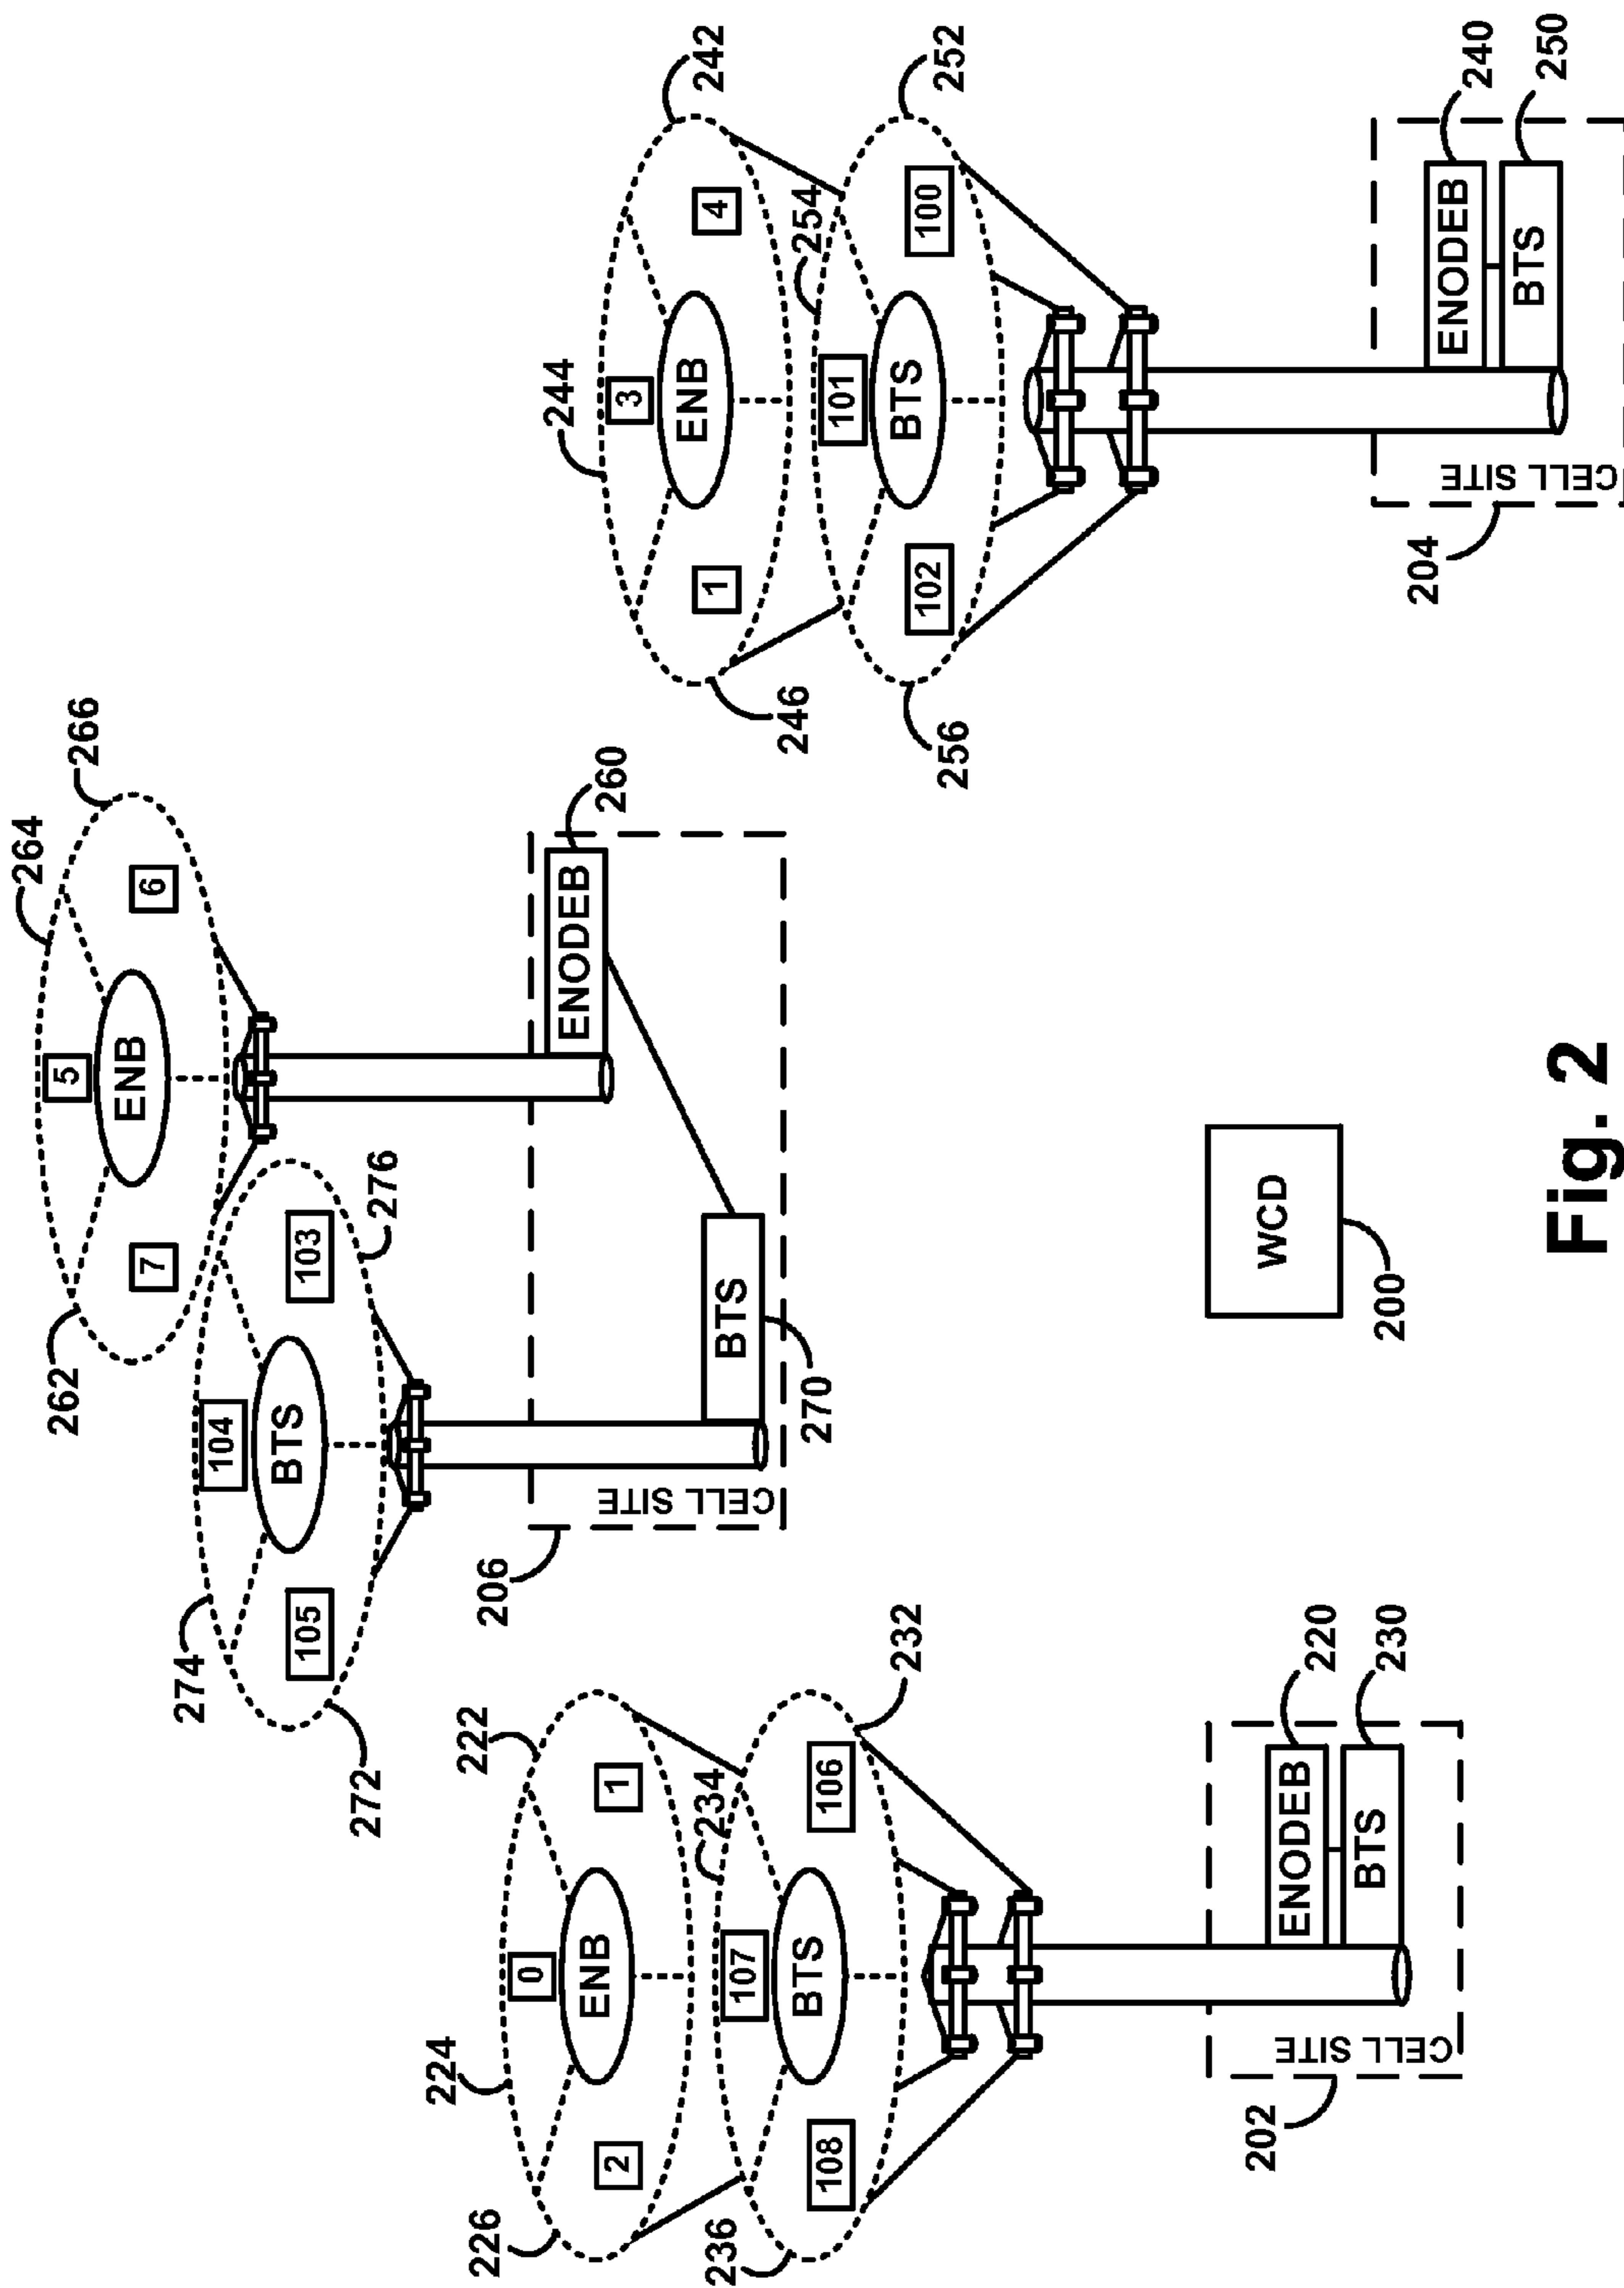 264
266
5
ENB
7
6
262
274
104
BTS
105
103
272
276
260
ENODEB
BTS
270
CELL SITE
206
224
222
0
ENB
2
1
226
234
107
BTS
108
106
236
232
220
ENODEB
BTS
230
CELL SITE
202
244
242
3
ENB
1
4
246
254
252
101
BTS
102
100
256
240
ENODEB
BTS
250
CELL SITE
204
WCD
200
Fig. 2